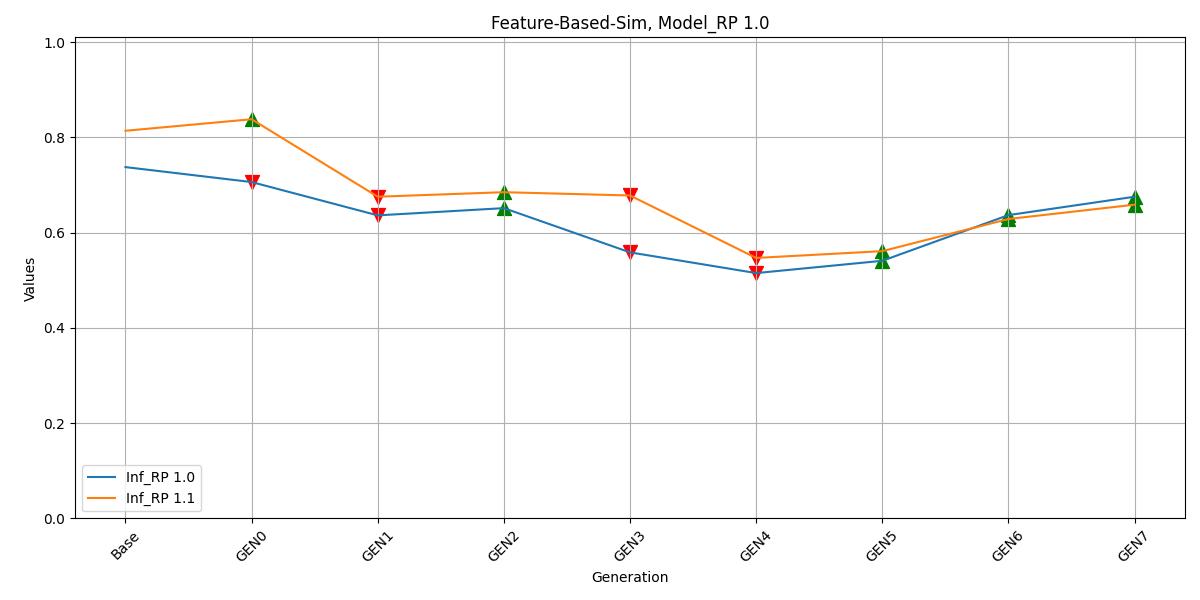 Feature-Based-Sim, Model_RP 1.0
1.0
0.8
0.6
0.4
0.2
0.0
Values
Inf_RP 1.0
Inf_RP 1.1
Base
GEN0
GEN1
GEN2
GEN3
GEN4
GEN5
GEN6
GEN7
Generation